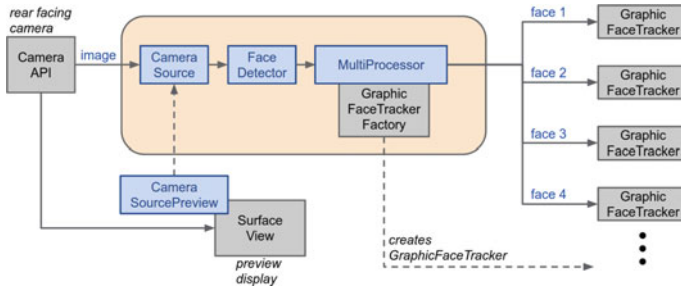 rear facing
camera
Camera
API
image
Camera
Source
Face
Detector
MultiProcessor
Graphic
FaceTracker
Factory
face 1
Graphic
FaceTracker
face 2
Graphic
FaceTracker
face 3
Graphic
FaceTracker
face 4
Graphic
FaceTracker
Camera
SourcePreview
Surface
View
preview
display
creates
GraphicFaceTracker